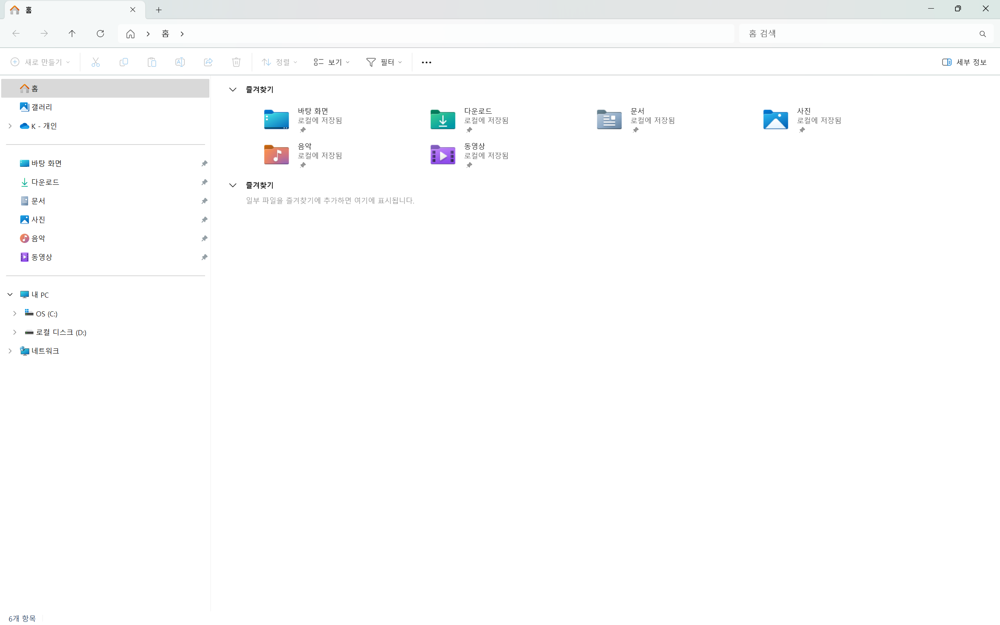 홈
홈
홈 검색
새로 만들기
정렬
보기
필터
세부 정보
홈
갤러리
K - 개인
바탕 화면
다운로드
문서
사진
음악
동영상
내 PC
OS (C:)
로컬 디스크 (D:)
네트워크
즐겨찾기
바탕 화면
로컬에 저장됨
다운로드
로컬에 저장됨
문서
로컬에 저장됨
사진
로컬에 저장됨
음악
로컬에 저장됨
동영상
로컬에 저장됨
즐겨찾기
일부 파일을 즐겨찾기에 추가하면 여기에 표시됩니다.
6개 항목